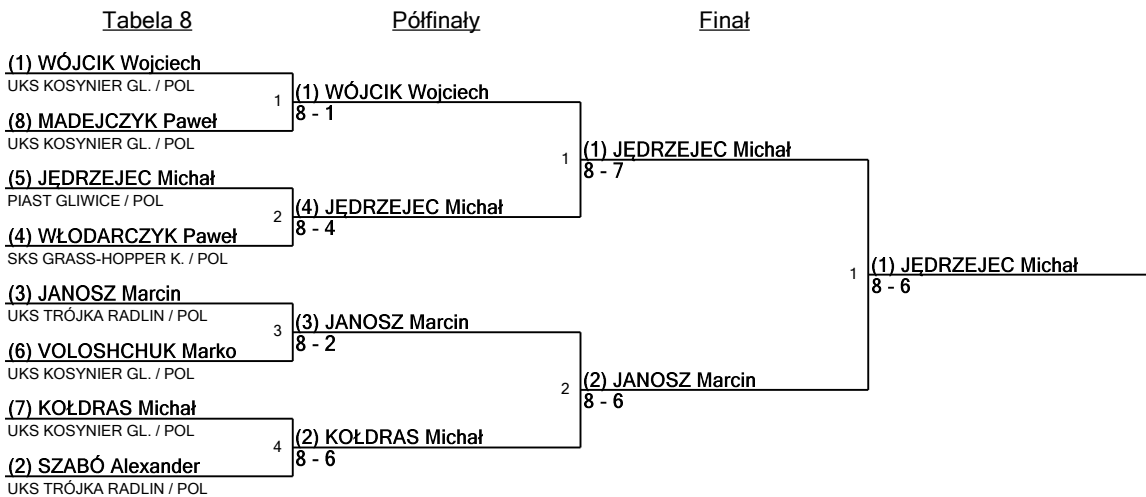 Tabela 8
Półfinały
Finał
(1) WÓJCIK Wojciech
UKS KOSYNIER GL. / POL
(8) MADEJCZYK Paweł
UKS KOSYNIER GL. / POL
(5) JĘDRZEJEC Michał
PIAST GLIWICE / POL
(4) WŁODARCZYK Paweł
SKS GRASS-HOPPER K. / POL
(3) JANOSZ Marcin
UKS TRÓJKA RADLIN / POL
(6) VOLOSHCHUK Marko
UKS KOSYNIER GL. / POL
(7) KOŁDRAS Michał
UKS KOSYNIER GL. / POL
(2) SZABÓ Alexander
UKS TRÓJKA RADLIN / POL
1
(1) WÓJCIK Wojciech
8 - 1
2
(4) JĘDRZEJEC Michał
8 - 4
3
(3) JANOSZ Marcin
8 - 2
4
(2) KOŁDRAS Michał
8 - 6
1
(1) JĘDRZEJEC Michał
8 - 7
2
(2) JANOSZ Marcin
8 - 6
1
(1) JĘDRZEJEC Michał
8 - 6